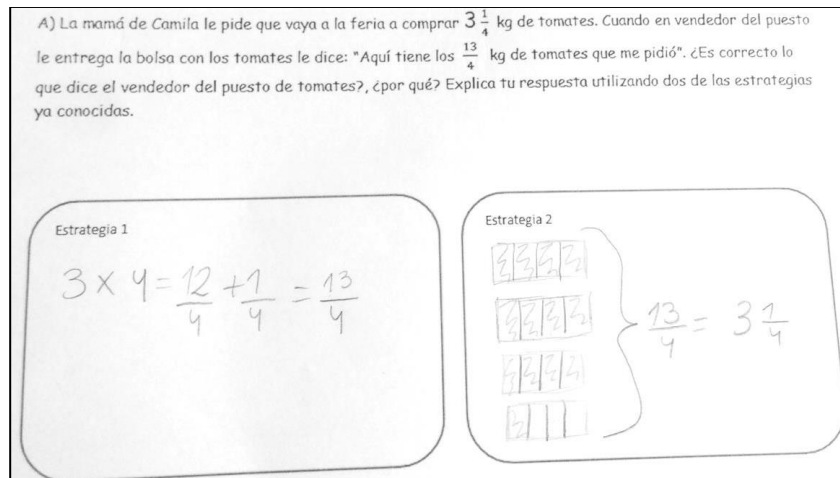 A) La mamá de Camila le pide que vaya a la feria a comprar 3 1/4 kg de tomates. Cuando en vendedor del puesto
le entrega la bolsa con los tomates le dice: "Aquí tiene los 13/4 kg de tomates que me pidió". ¿Es correcto lo
que dice el vendedor del puesto de tomates?, ¿por qué? Explica tu respuesta utilizando dos de las estrategias
ya conocidas.
Estrategia 1
3 x 4 = 12/4 + 1/4 = 13/4
Estrategia 2
13/4 = 3 1/4